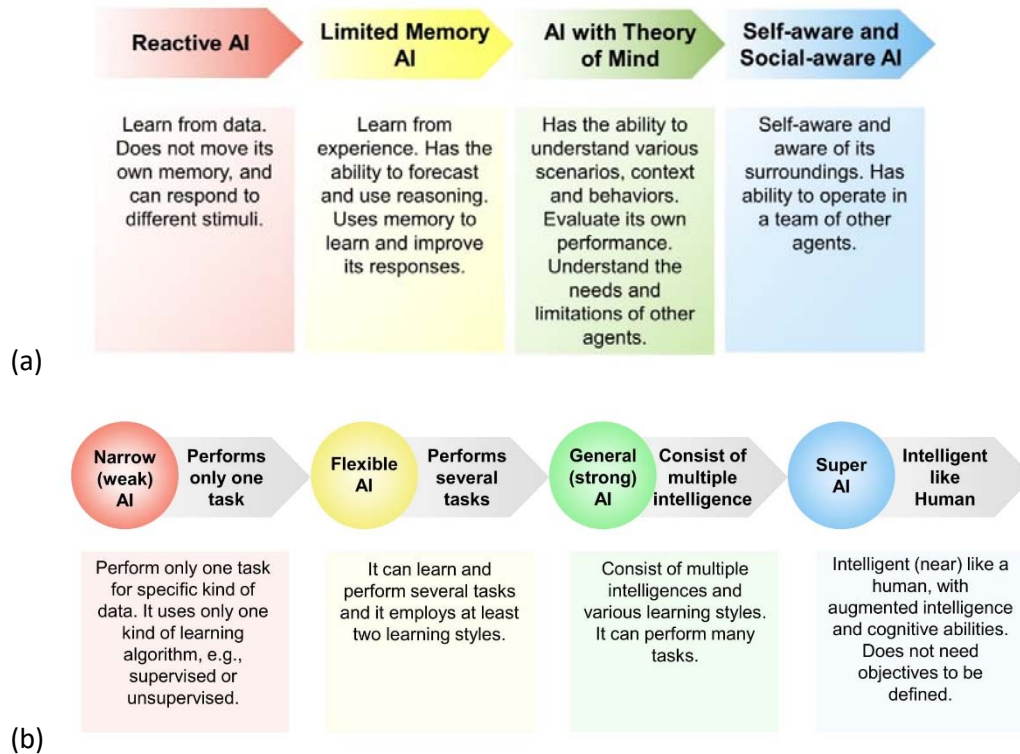 Reactive AI
Limited Memory
AI
AI with Theory
of Mind
Self-aware and
Social-aware AI
Learn from data.
Does not move its
own memory, and
can respond to
different stimuli.
Learn from
experience. Has the
ability to forecast
and use reasoning.
Uses memory to
learn and improve
its responses.
Has the ability to
understand various
scenarios, context
and behaviors.
Evaluate its own
performance.
Understand the
needs and
limitations of other
agents.
Self-aware and
aware of its
surroundings. Has
ability to operate in
a team of other
agents.
(a)
Narrow
(weak)
AI
Performs
only one
task
Flexible
AI
Performs
several
tasks
General
(strong)
AI
Consist of
multiple
intelligence
Super
AI
Intelligent
like
Human
Perform only one task
for specific kind of
data. It uses only one
kind of learning
algorithm, e.g.,
supervised or
unsupervised.
It can learn and
perform several tasks
and it employs at least
two learning styles.
Consist of multiple
intelligences and
various learning styles.
It can perform many
tasks.
Intelligent (near) like a
human, with
augmented intelligence
and cognitive abilities.
Does not need
objectives to be
defined.
(b)